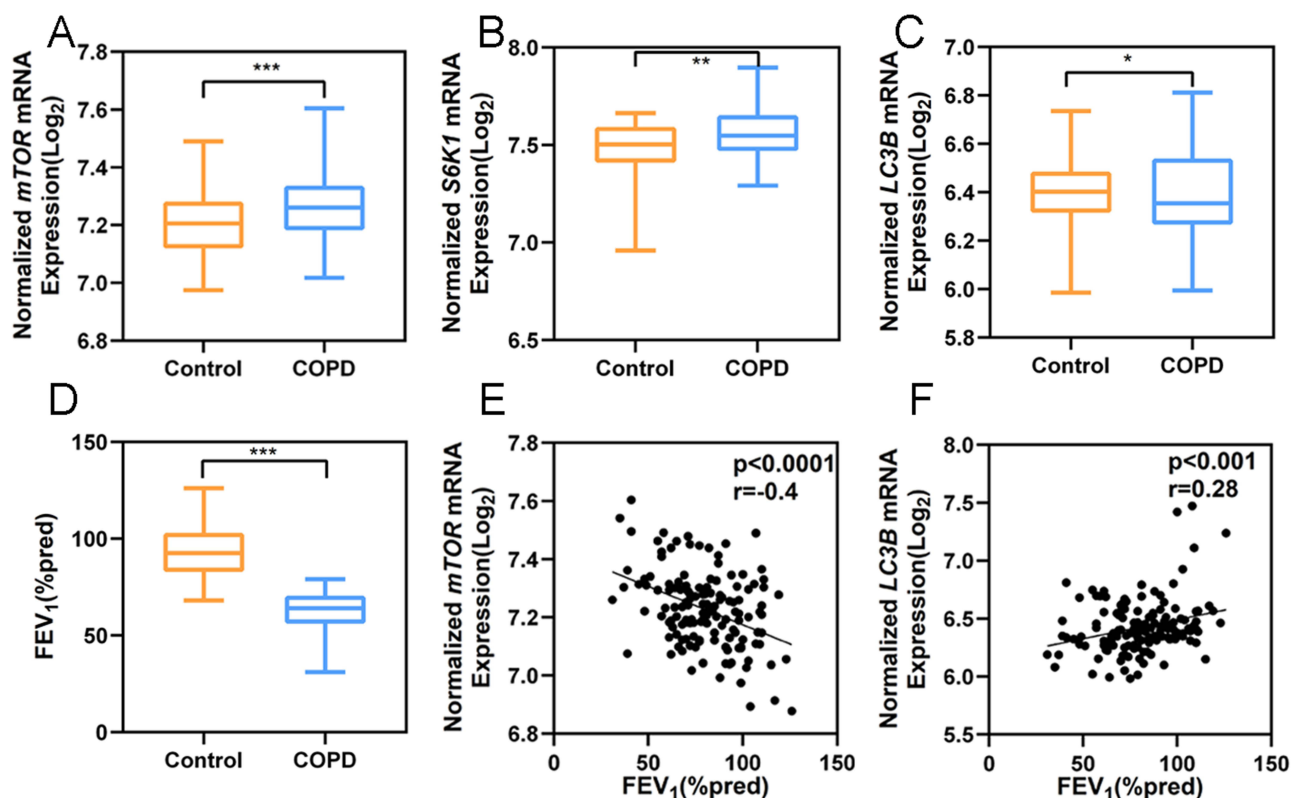 A
Normalized mTOR mRNA
Expression(Log2)
7.8
7.6
7.4
7.2
7.0
6.8
***
Control
COPD
B
Normalized S6K1 mRNA
Expression(Log2)
8.0
7.5
7.0
6.5
**
Control
COPD
C
Normalized LC3B mRNA
Expression(Log2)
7.0
6.8
6.6
6.4
6.2
6.0
5.8
*
Control
COPD
D
FEV1(%pred)
150
100
50
0
***
Control
COPD
E
Normalized mTOR mRNA
Expression(Log2)
7.8
7.6
7.4
7.2
7.0
6.8
p<0.0001
r=-0.4
0
50
100
150
FEV1(%pred)
F
Normalized LC3B mRNA
Expression(Log2)
8.0
7.5
7.0
6.5
6.0
5.5
p<0.001
r=0.28
0
50
100
150
FEV1(%pred)